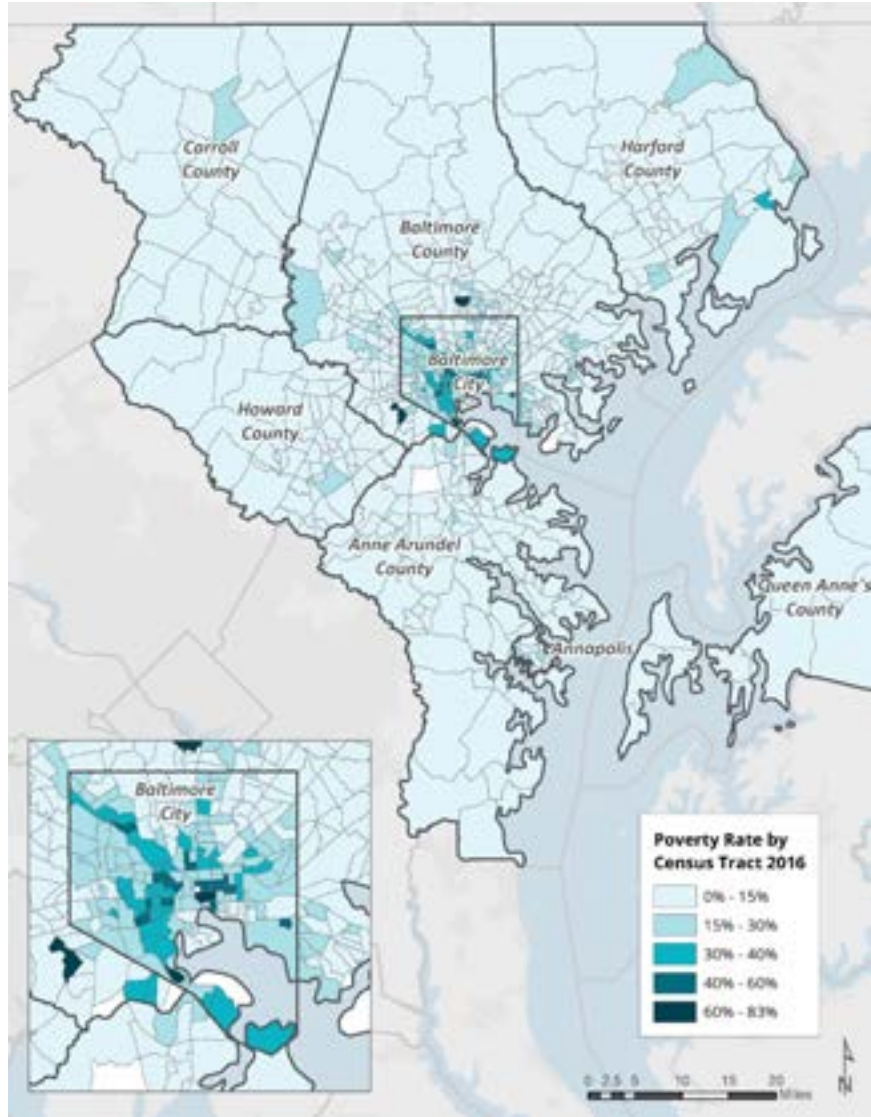 Carroll
County
Harford
County
Baltimore
County
Baltimore
City
Howard
County
Anne Arundel
County
Queen Anne's
County
Annapolis
Baltimore
City
Poverty Rate by
Census Tract 2016
0% - 15%
15% - 30%
30% - 40%
40% - 60%
60% - 83%
0 2.5 5 10 15 20
Miles
N